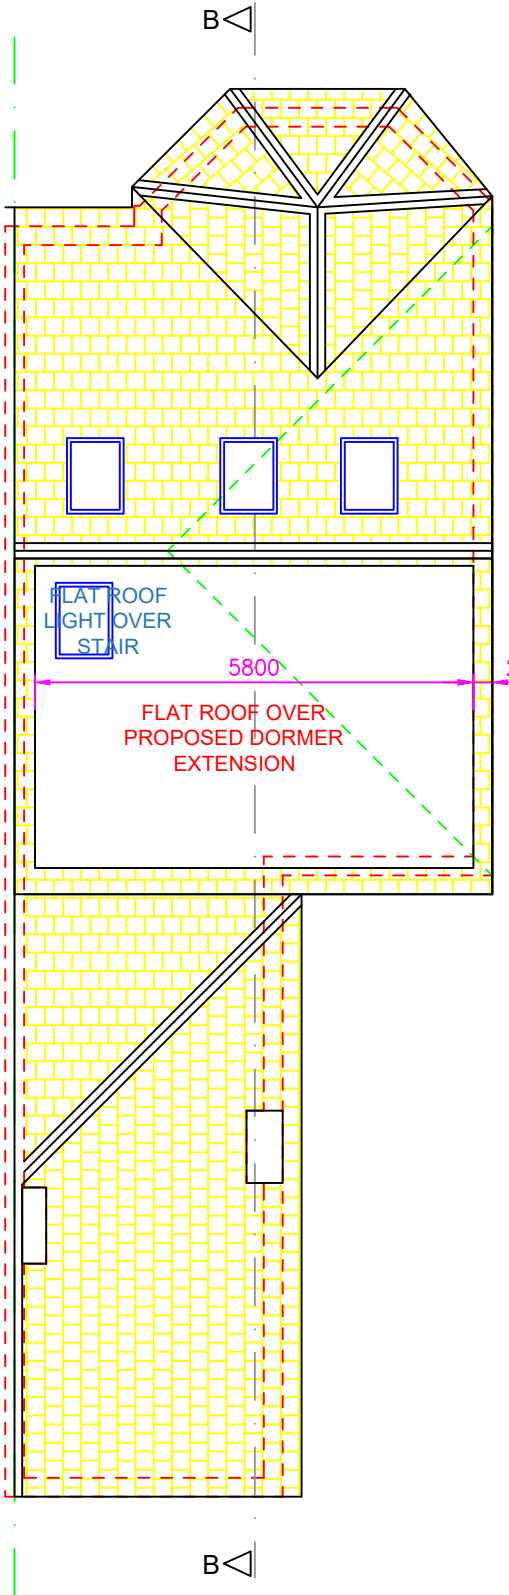 B
FLAT ROOF
LIGHT OVER
STAIR
5800
FLAT ROOF OVER
PROPOSED DORMER
EXTENSION
B